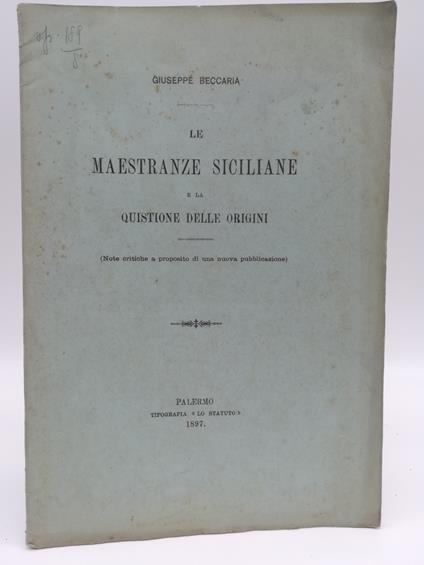 189
GIUSEPPE BECCARIA
LE
MAESTRANZE SICILIANE
E LA
QUISTIONE DELLE ORIGINI
(Note critiche a proposito di una nuova pubblicazione)
PALERMO
TIPOGRAFIA « LO STATUTO »
1897.